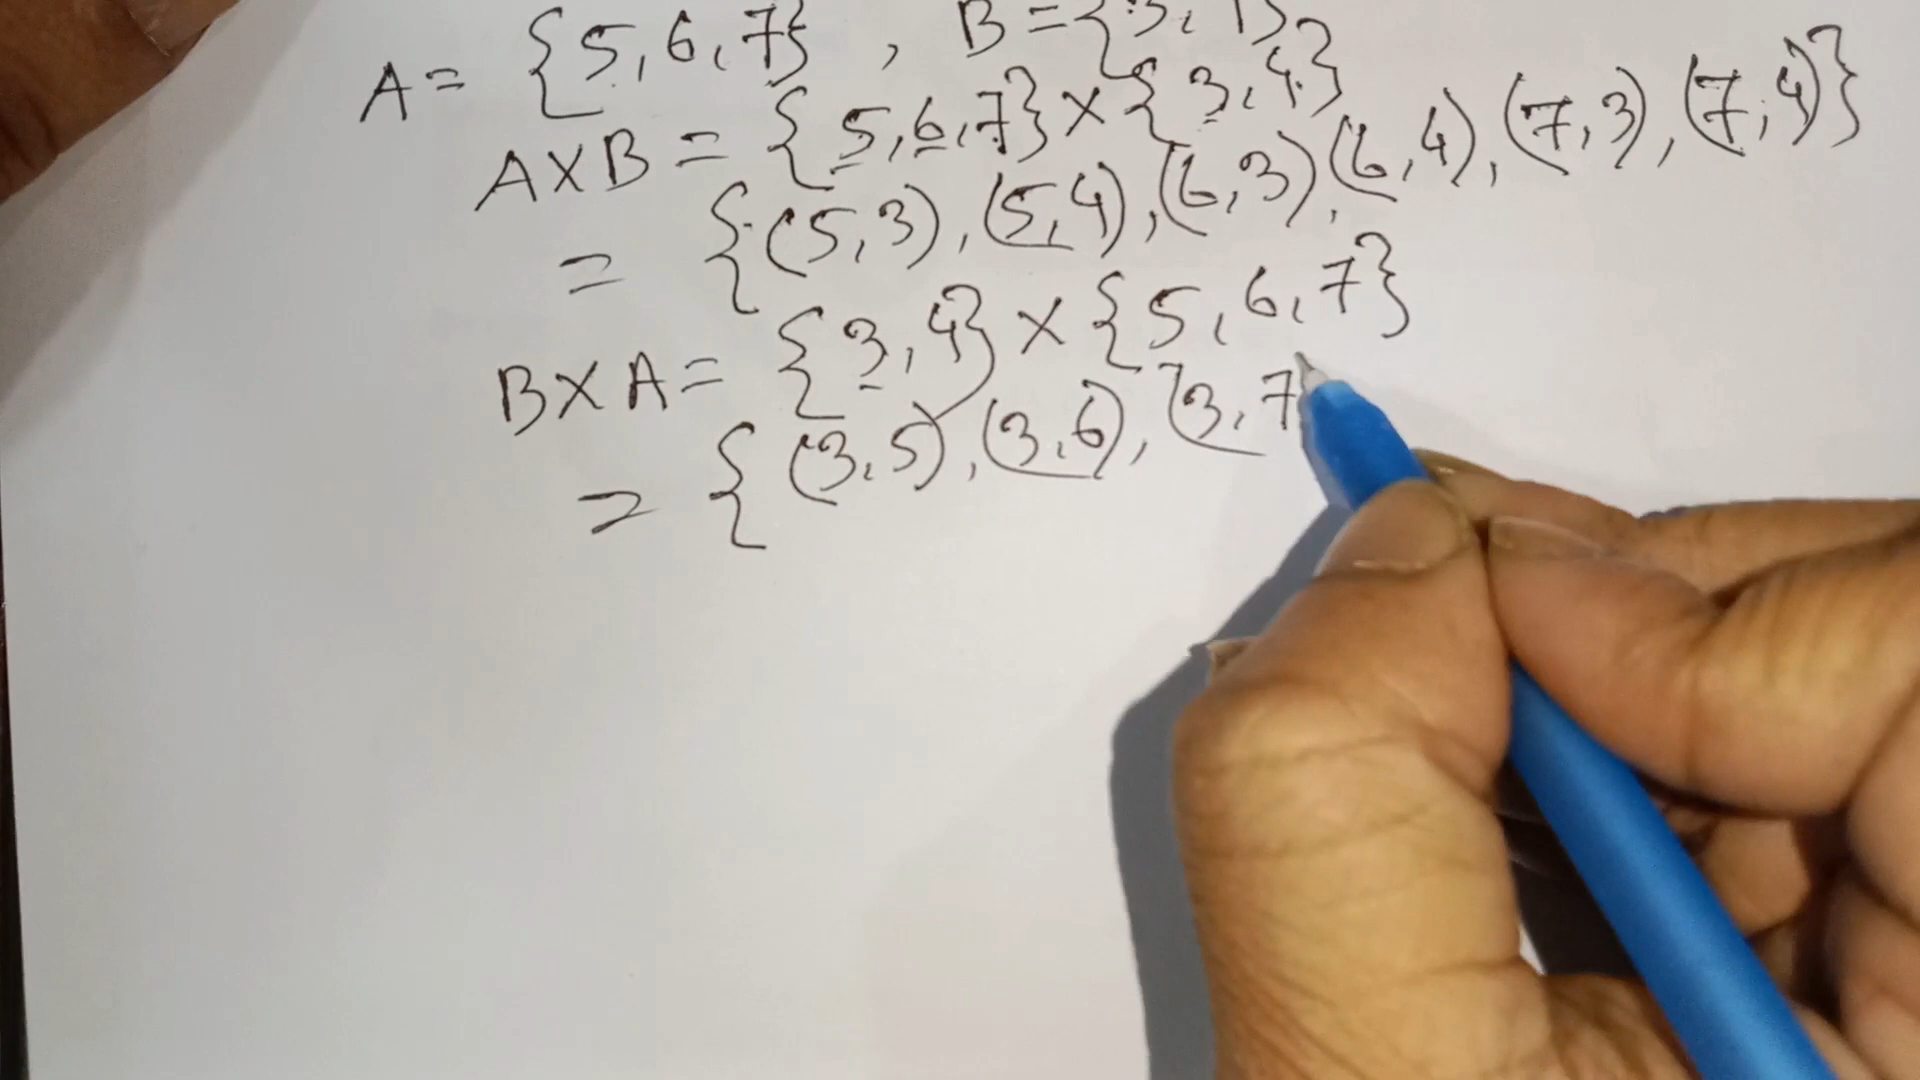 A = {5, 6, 7} , B = {3,
A X B = {5, 6, 7} X {3, 4}
= {(5, 3), (5, 4), (6, 3), (6, 4), (7, 3), (7, 4)}
B X A = {3, 4} X {5, 6, 7}
= {(3, 5), (3, 6), (3, 7